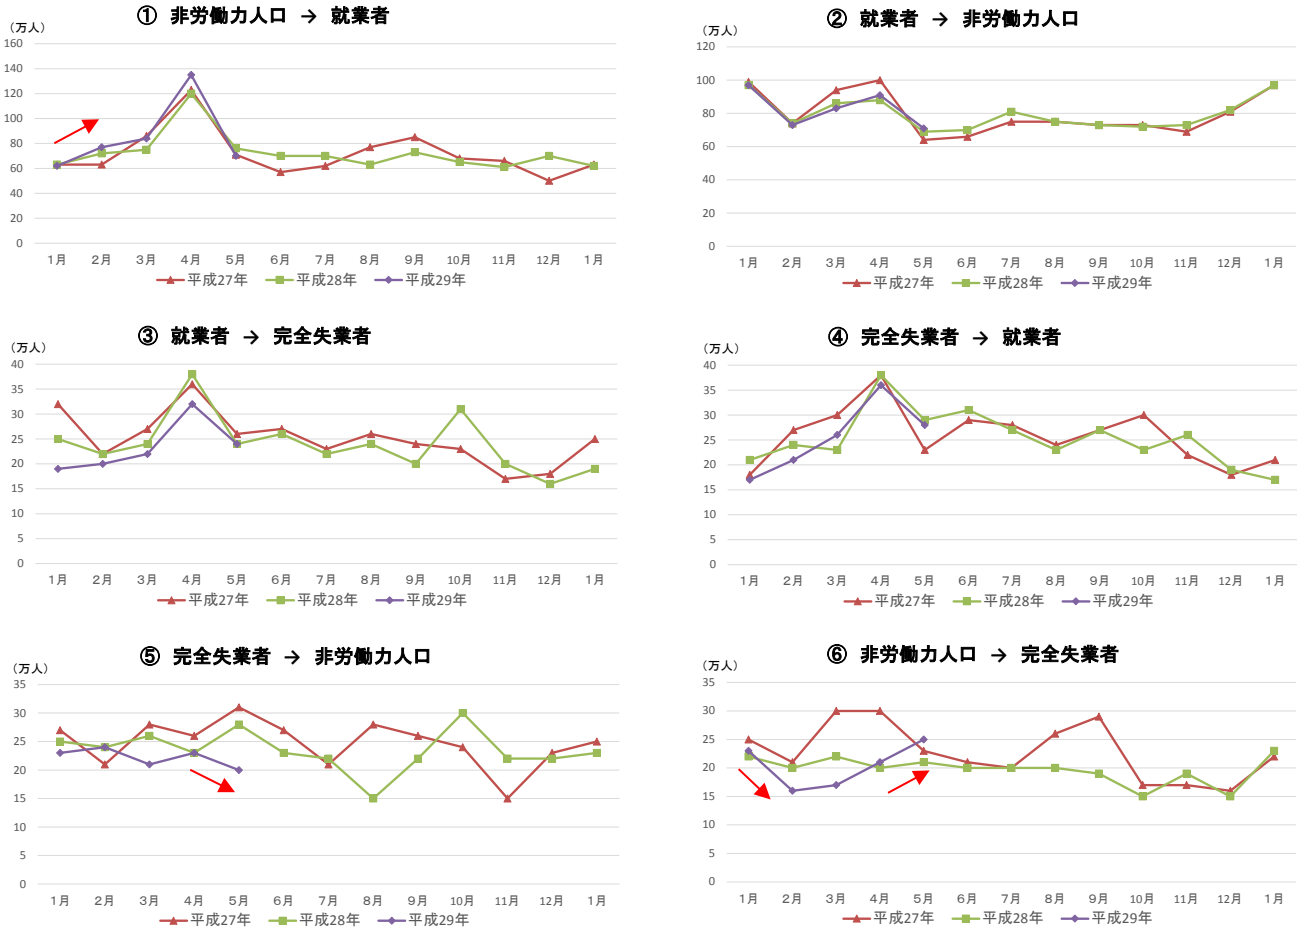 ① 非労働力人口 → 就業者
（万人）
160
140
120
100
80
60
40
20
0
1月 2月 3月 4月 5月 6月 7月 8月 9月 10月 11月 12月 1月
平成27年 平成28年 平成29年
② 就業者 → 非労働力人口
（万人）
120
100
80
60
40
20
0
1月 2月 3月 4月 5月 6月 7月 8月 9月 10月 11月 12月 1月
平成27年 平成28年 平成29年
③ 就業者 → 完全失業者
（万人）
40
35
30
25
20
15
10
5
0
1月 2月 3月 4月 5月 6月 7月 8月 9月 10月 11月 12月 1月
平成27年 平成28年 平成29年
④ 完全失業者 → 就業者
（万人）
40
35
30
25
20
15
10
5
0
1月 2月 3月 4月 5月 6月 7月 8月 9月 10月 11月 12月 1月
平成27年 平成28年 平成29年
⑤ 完全失業者 → 非労働力人口
（万人）
35
30
25
20
15
10
5
0
1月 2月 3月 4月 5月 6月 7月 8月 9月 10月 11月 12月 1月
平成27年 平成28年 平成29年
⑥ 非労働力人口 → 完全失業者
（万人）
35
30
25
20
15
10
5
0
1月 2月 3月 4月 5月 6月 7月 8月 9月 10月 11月 12月 1月
平成27年 平成28年 平成29年